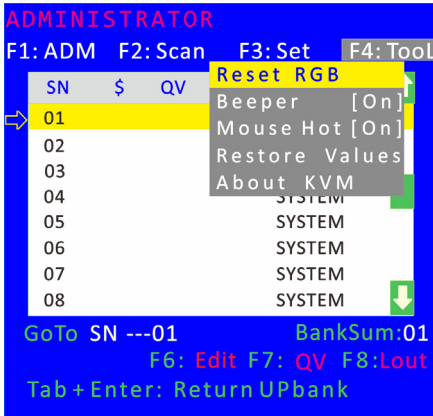 ADMINISTRATOR
F1: ADM F2: Scan F3: Set F4: TooL
SN $ QV
Reset RGB
Beeper [On]
Mouse Hot [On]
Restore Values
About KVM
01
02
03
04 SYSTEM
05 SYSTEM
06 SYSTEM
07 SYSTEM
08 SYSTEM
GoTo SN ---01 BankSum:01
F6: Edit F7: QV F8:Lout
Tab+Enter: Return UPbank